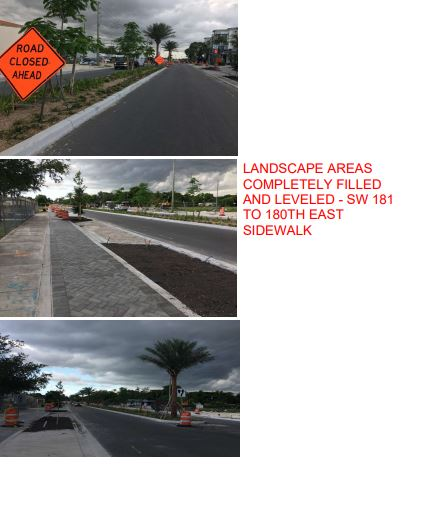 ROAD
CLOSED
AHEAD
LANDSCAPE AREAS
COMPLETELY FILLED
AND LEVELED - SW 181
TO 180TH EAST
SIDEWALK